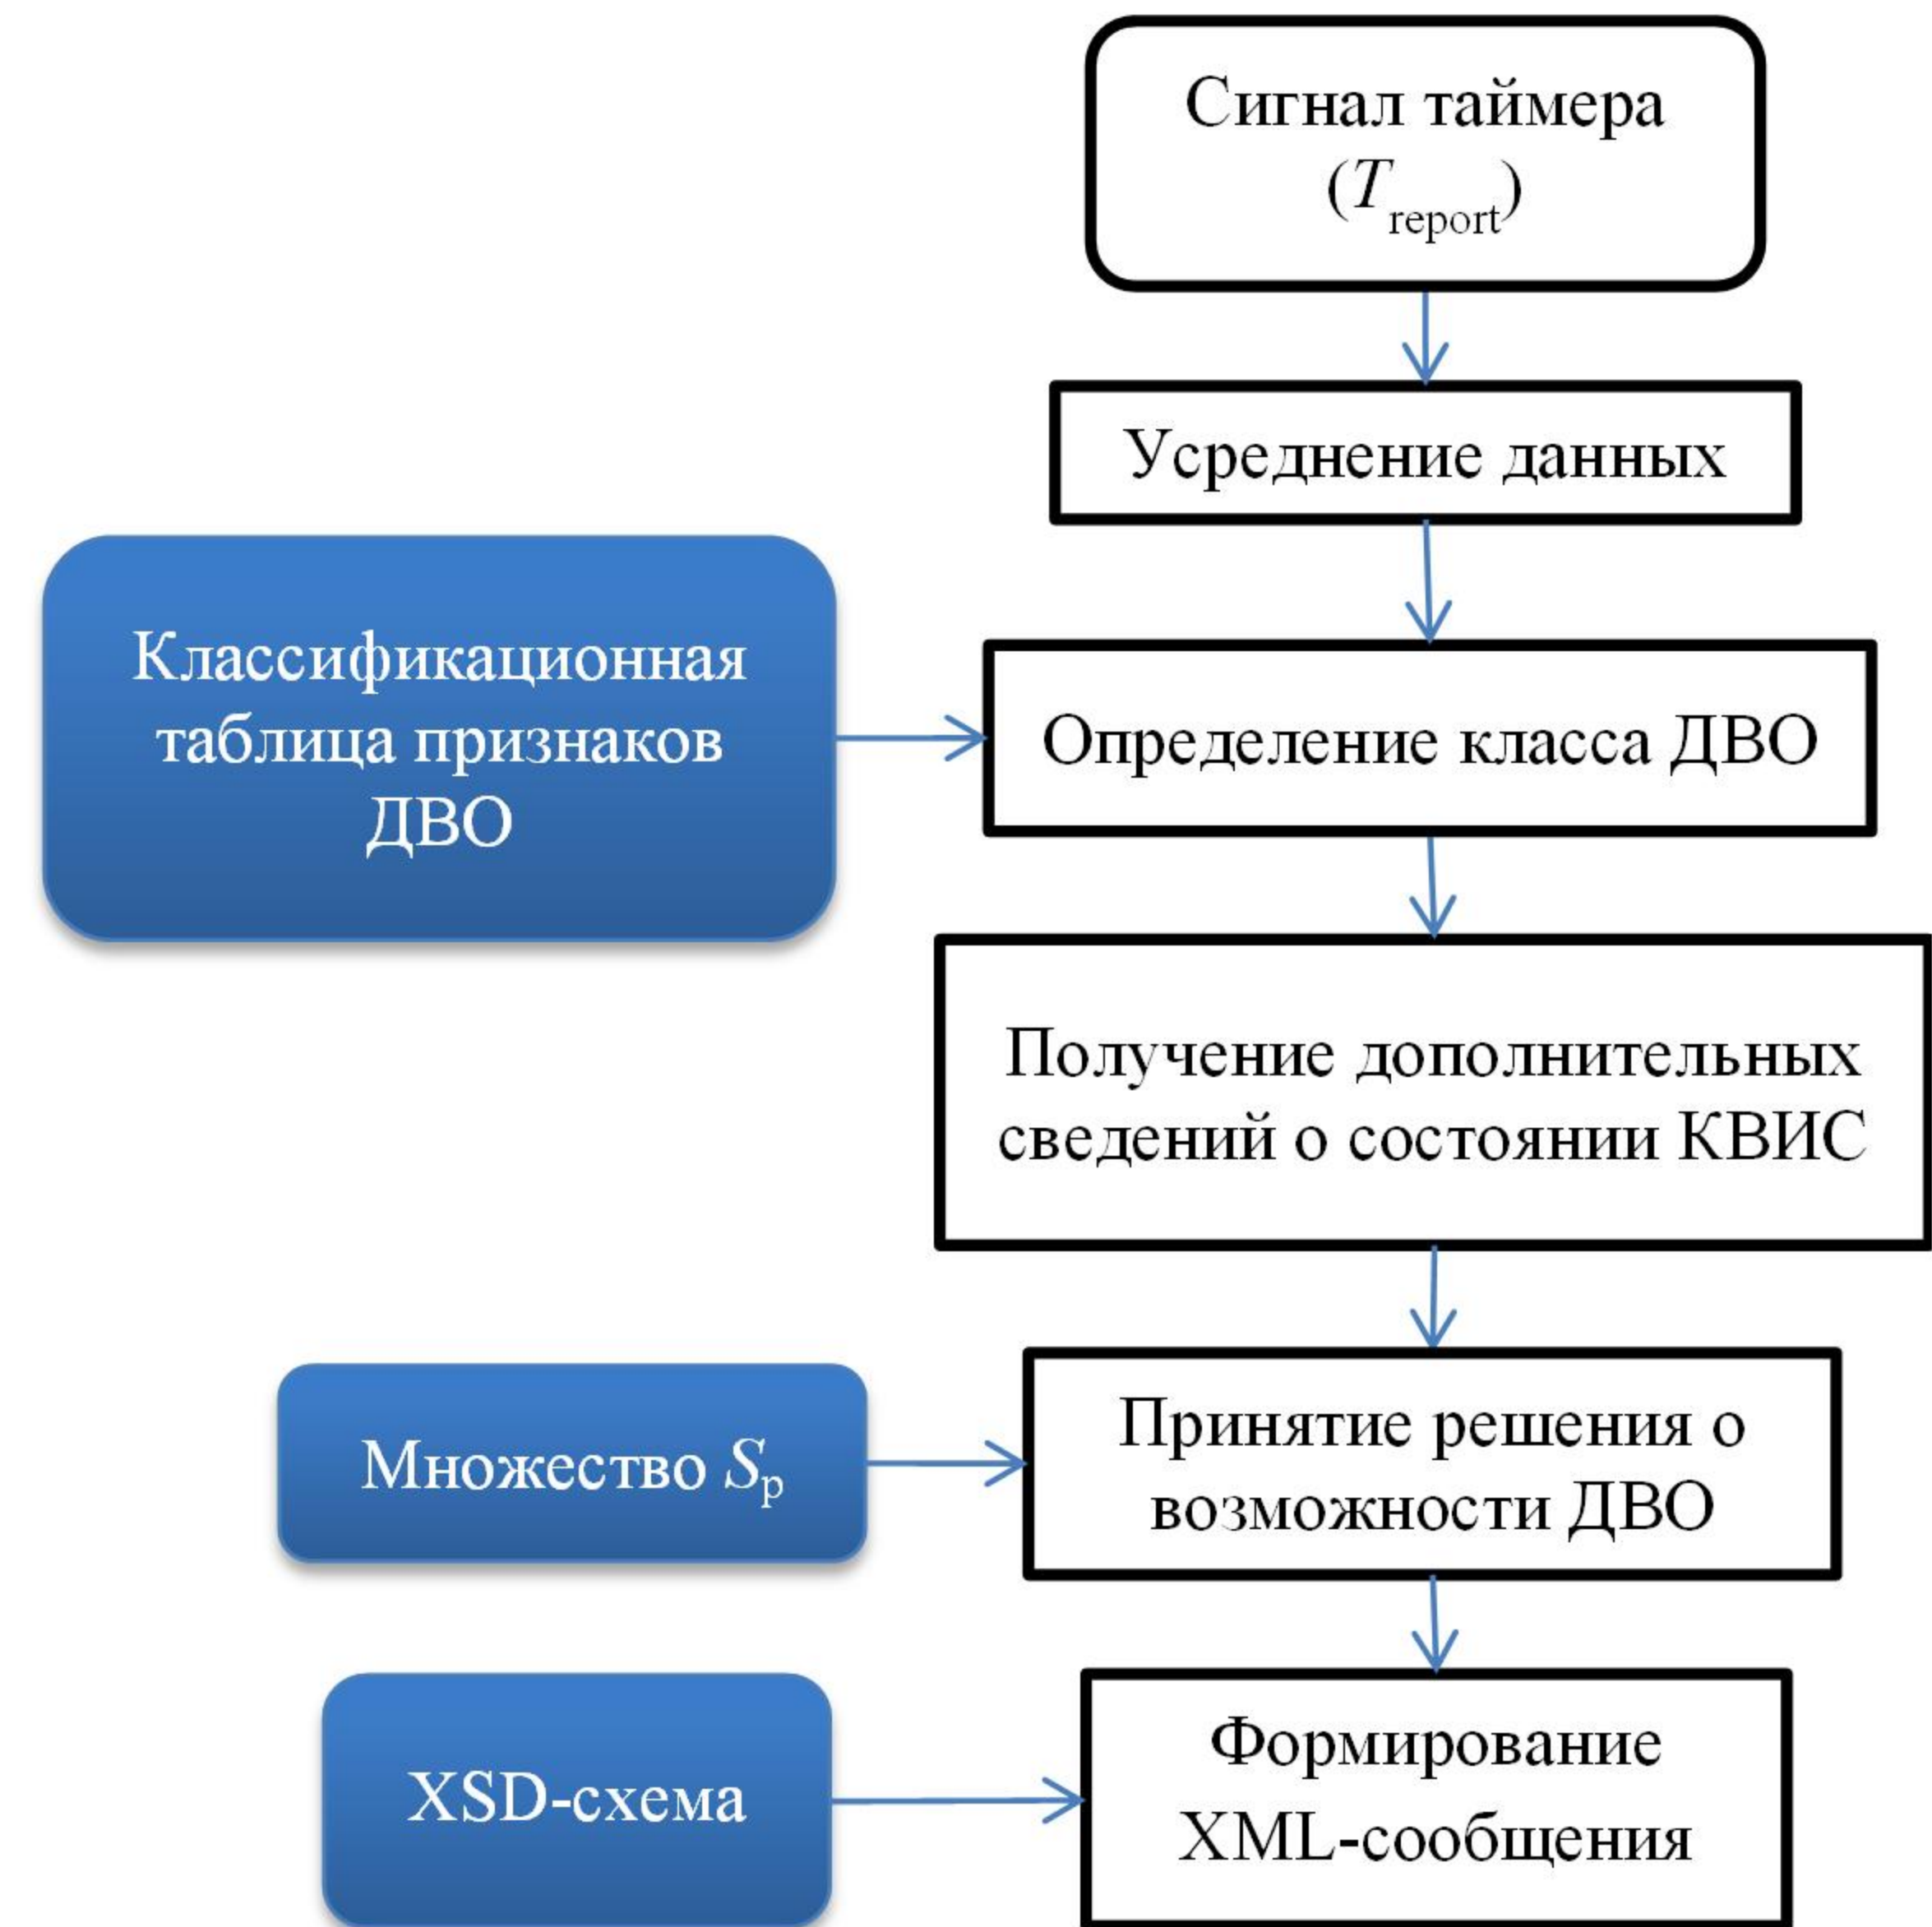 Сигнал таймера
(T report)
Усреднение данных
Классификационная
таблица признаков
ДВО
Определение класса ДВО
Получение дополнительных
сведений о состоянии КВИС
Множество Sp
Принятие решения о
возможности ДВО
XSD-схема
Формирование
XML-сообщения